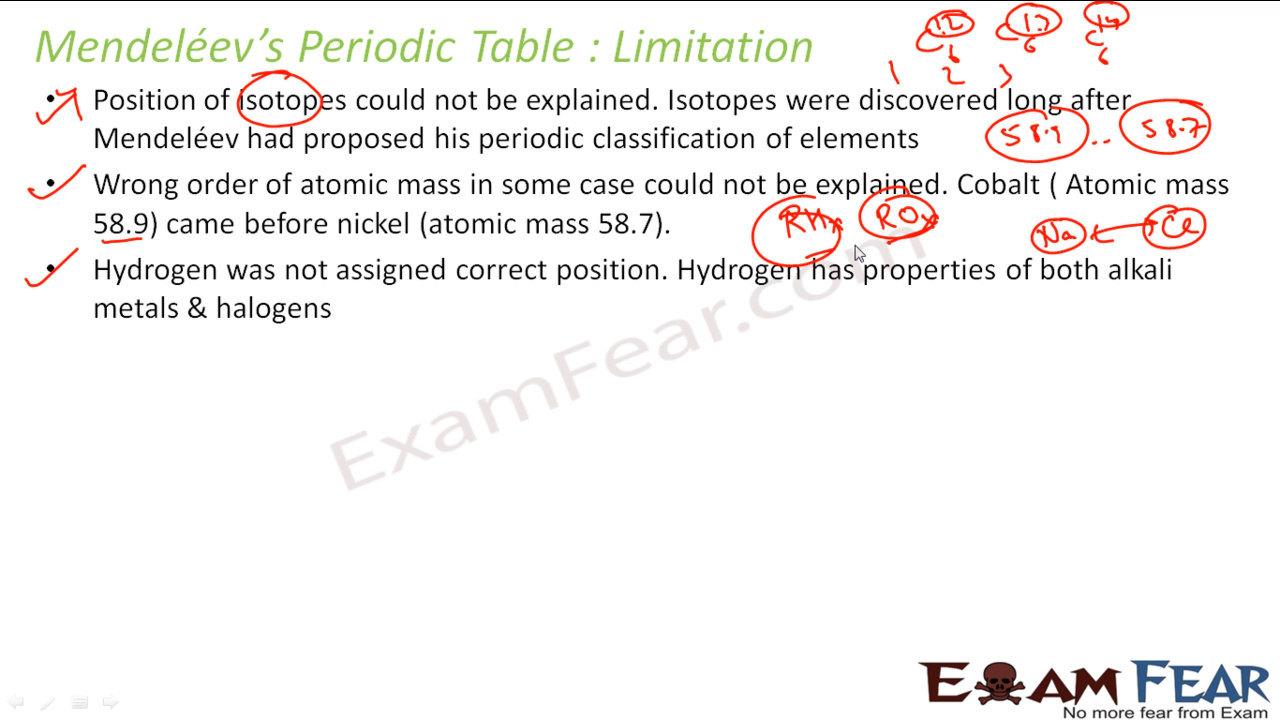 Mendeléev’s Periodic Table : Limitation
12 13 14
C C C
6 6 6
1 2 3
• Position of isotopes could not be explained. Isotopes were discovered long after
Mendeléev had proposed his periodic classification of elements
58.9 .. 58.7
• Wrong order of atomic mass in some case could not be explained. Cobalt ( Atomic mass
58.9) came before nickel (atomic mass 58.7).
RHx ROx Na Cl
• Hydrogen was not assigned correct position. Hydrogen has properties of both alkali
metals & halogens
ExamFear.com
EXAM FEAR
No more fear from Exam